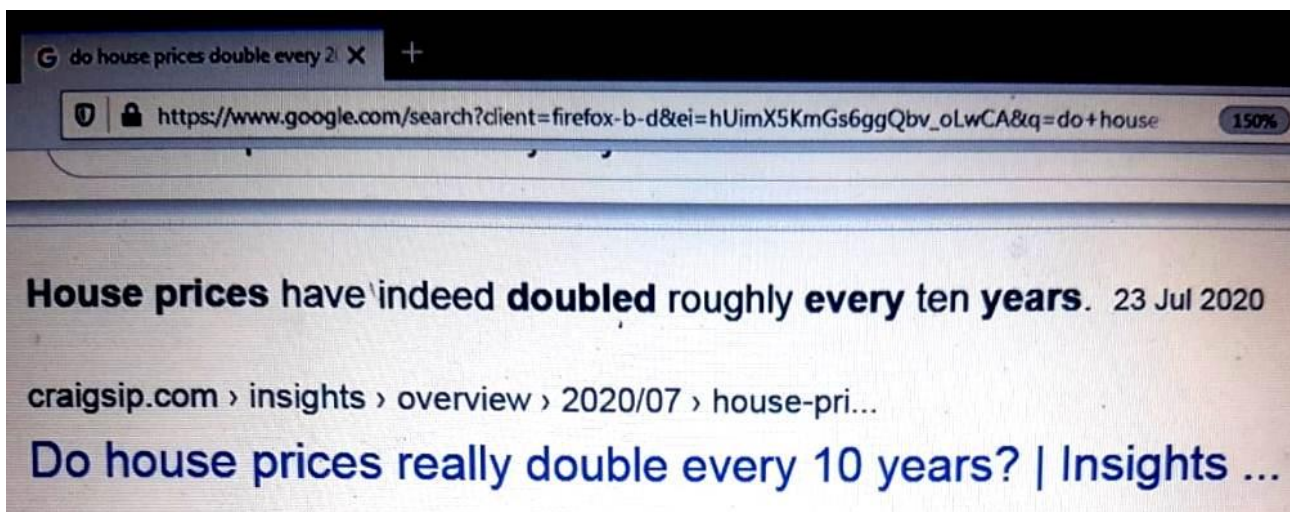 G do house prices double every 2
https://www.google.com/search?client=firefox-b-d&ei=hUimX5KmGs6ggQbv_oLwCA&q=do+house 150%
House prices have indeed doubled roughly every ten years. 23 Jul 2020
craigsip.com › insights › overview › 2020/07 › house-pri...
Do house prices really double every 10 years? | Insights ...